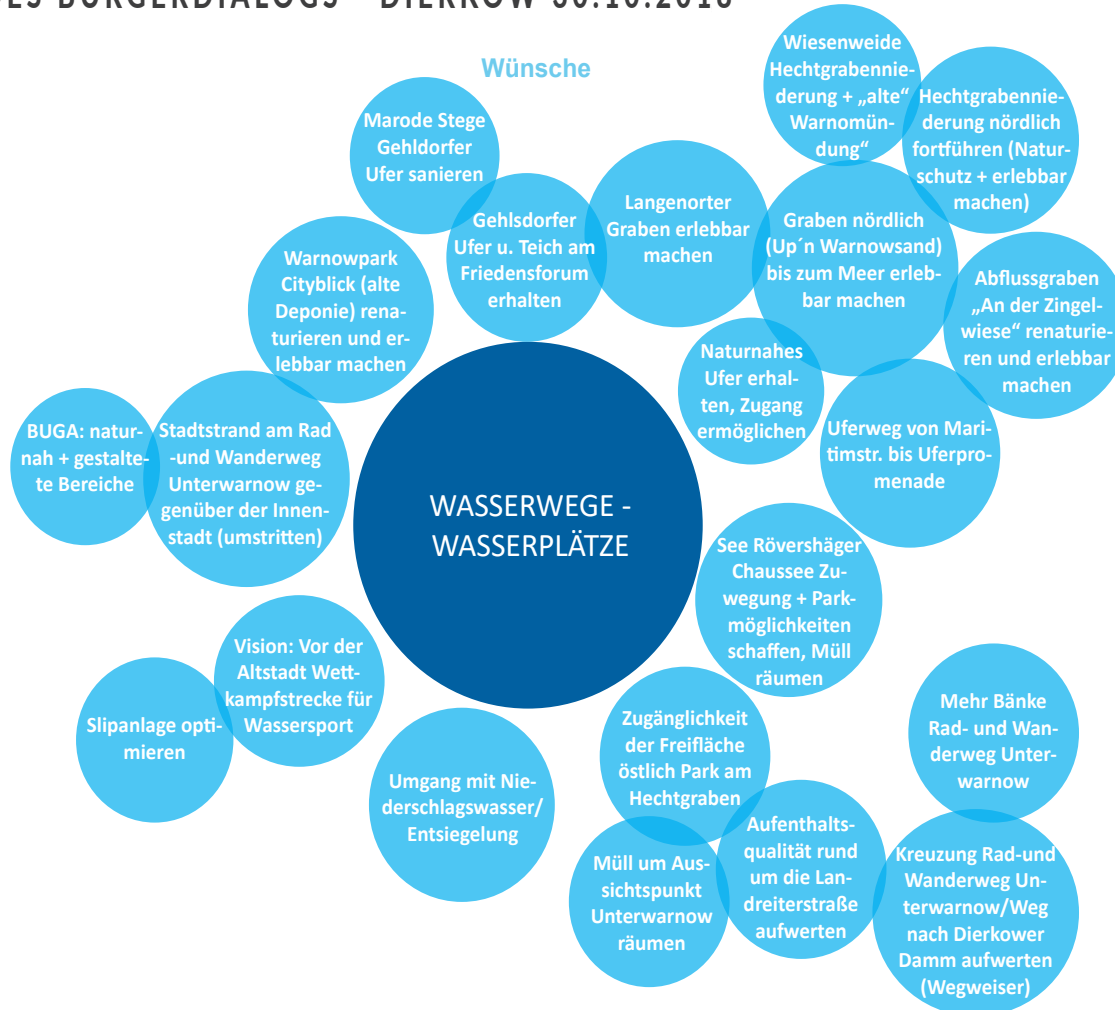 DES BÜRGERDIALOGS - DIERKOW 30.10.2018
Wünsche
Wiesenweide
Hechtgrabennie-
derung + „alte“
Warnomün-
dung“
Hechtgrabennie-
derung nördlich
fortführen (Natur-
schutz + erlebbar
machen)
Marode Stege
Gehldorfer
Ufer sanieren
Gehlsdorfer
Ufer u. Teich am
Friedensforum
erhalten
Langenorter
Graben erlebbar
machen
Graben nördlich
(Up´n Warnowsand)
bis zum Meer erleb-
bar machen
Abflussgraben
„An der Zingel-
wiese“ renaturie-
ren und erlebbar
machen
Warnowpark
Cityblick (alte
Deponie) rena-
turieren und er-
lebbar machen
Naturnahes
Ufer erhal-
ten, Zugang
ermöglichen
BUGA: natur-
nah + gestalte-
te Bereiche
Stadtstrand am Rad
-und Wanderweg
Unterwarnow ge-
genüber der Innen-
stadt (umstritten)
Uferweg von Mari-
timstr. bis Uferpro-
menade
WASSERWEGE -
WASSERPLÄTZE
See Rövershäger
Chaussee Zu-
wegung + Park-
möglichkeiten
schaffen, Müll
räumen
Vision: Vor der
Altstadt Wett-
kampfstrecke für
Wassersport
Slipanlage opti-
mieren
Umgang mit Nie-
derschlagswasser/
Entsiegelung
Zugänglichkeit
der Freifläche
östlich Park am
Hechtgraben
Mehr Bänke
Rad- und Wan-
derweg Unter-
warnow
Müll um Aus-
sichtspunkt
Unterwarnow
räumen
Aufenthalts-
qualität rund
um die Lan-
dreiterstraße
aufwerten
Kreuzung Rad-und
Wanderweg Un-
terwarnow/Weg
nach Dierkower
Damm aufwerten
(Wegweiser)